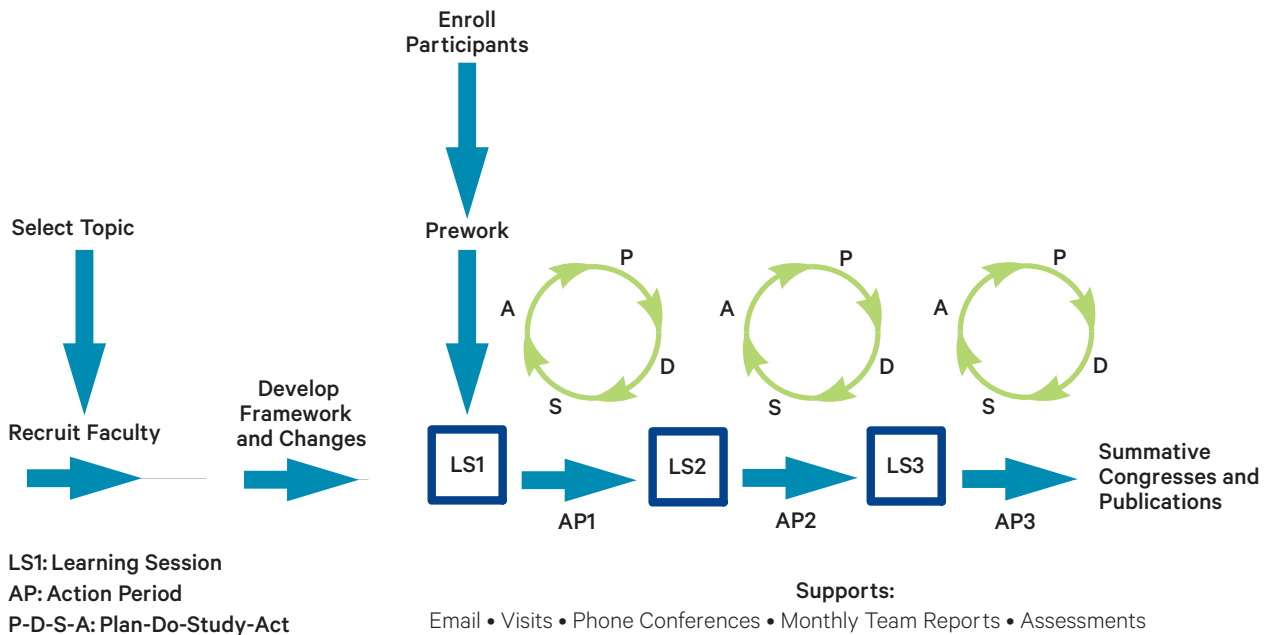 Enroll
Participants
Select Topic
Prework
P
A
D
S
P
A
D
S
P
A
D
S
Recruit Faculty
Develop
Framework
and Changes
LS1
AP1
LS2
AP2
LS3
AP3
Summative
Congresses and
Publications
LS1: Learning Session
AP: Action Period
P-D-S-A: Plan-Do-Study-Act
Supports:
Email • Visits • Phone Conferences • Monthly Team Reports • Assessments